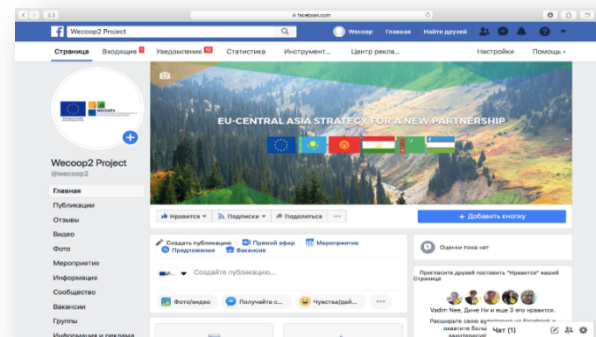 facebook.com
Wecoop2 Project
Wecoop Главная Найти друзей
Страница Входящие Уведомления Статистика Инструмент... Центр рекла... Настройки Помощь
EU-CENTRAL ASIA STRATEGY FOR A NEW PARTNERSHIP
Wecoop2 Project
@wecoop2
Главная
Публикации
Отзывы
Видео
Фото
Мероприятия
Информация
Сообщество
Вакансии
Группы
Информация и реклама
Нравится Подписки Поделиться ...
+ Добавить кнопку
Создать публикацию Прямой эфир Мероприятие
Предложение Вакансия
Создайте публикацию...
Фото/видео Получайте с... Чувства/дей... ...
Оценки пока нет
Пригласите друзей поставить "Нравится" вашей
Странице
Vadim Nee, Дине Ни и еще 3 это нравится.
Чат (1)